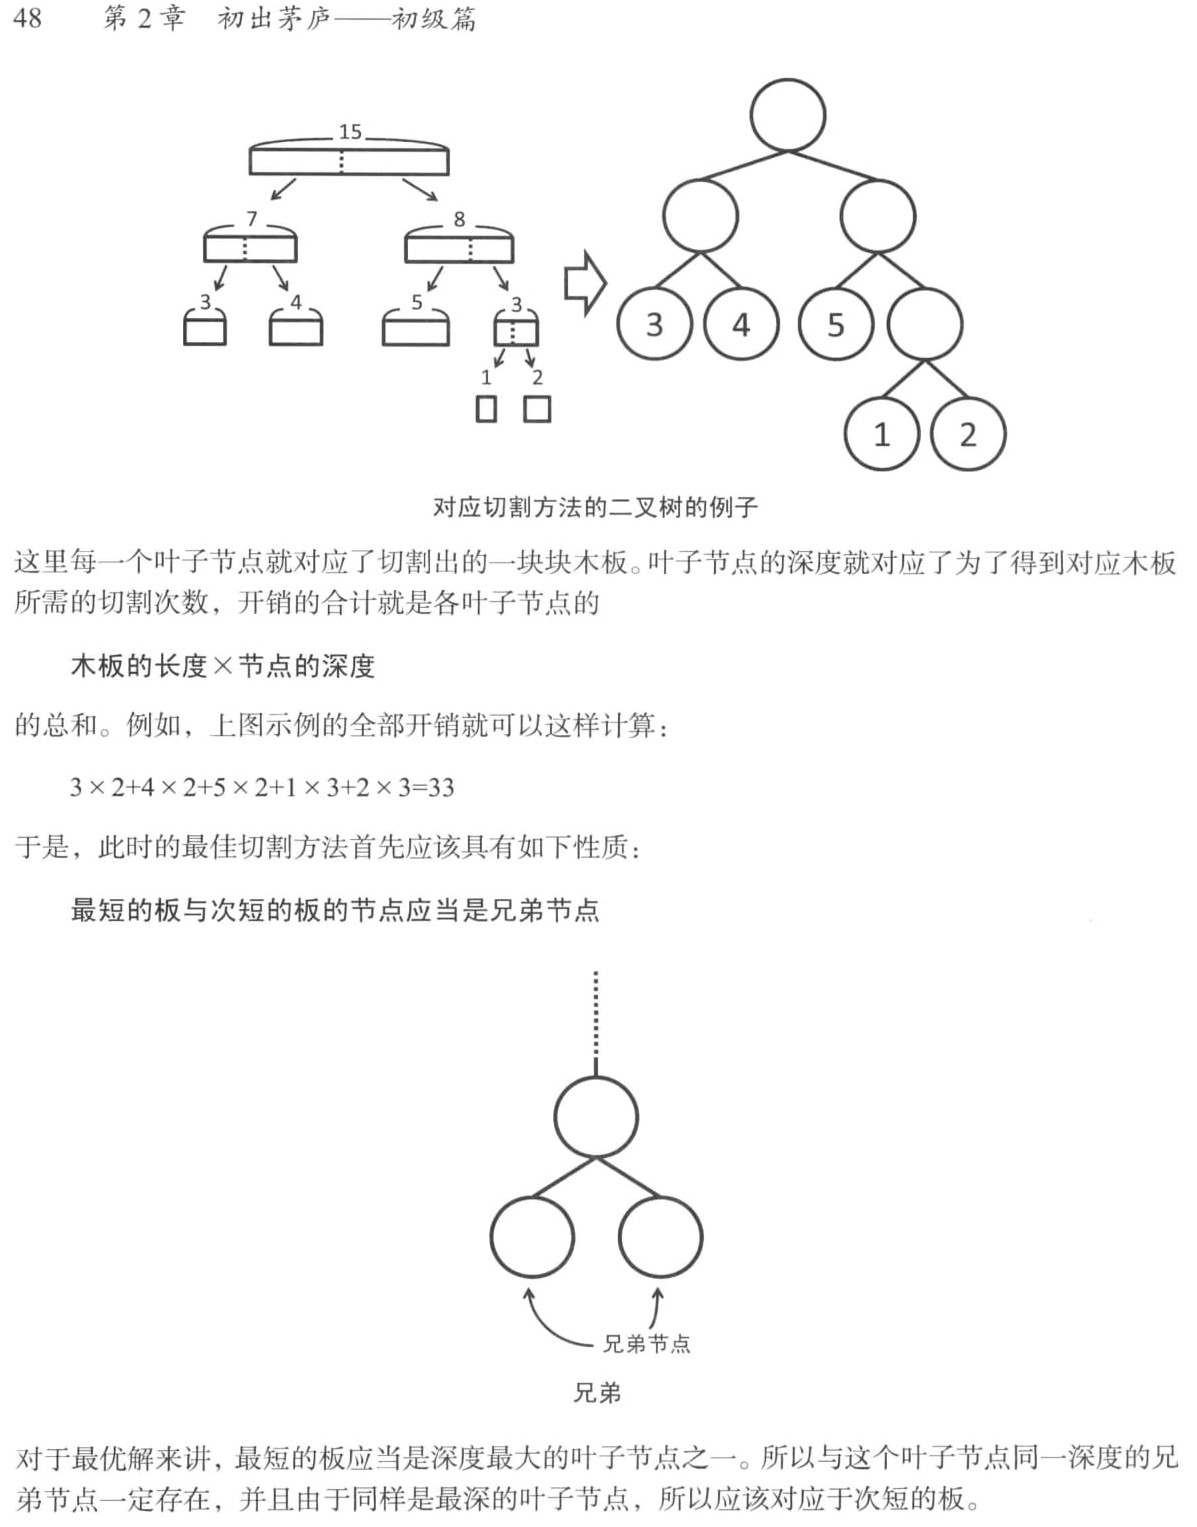 48 第 2 章 初出茅庐——初级篇
15
7 8
3 4 5 3
1 2
3 4 5
1 2
对应切割方法的二叉树的例子
这里每一个叶子节点就对应了切割出的一块块木板。叶子节点的深度就对应了为了得到对应木板
所需的切割次数，开销的合计就是各叶子节点的
木板的长度×节点的深度
的总和。例如，上图示例的全部开销就可以这样计算：
3×2+4×2+5×2+1×3+2×3=33
于是，此时的最佳切割方法首先应该具有如下性质：
最短的板与次短的板的节点应当是兄弟节点
兄弟节点
兄弟
对于最优解来讲，最短的板应当是深度最大的叶子节点之一。所以与这个叶子节点同一深度的兄
弟节点一定存在，并且由于同样是最深的叶子节点，所以应该对应于次短的板。